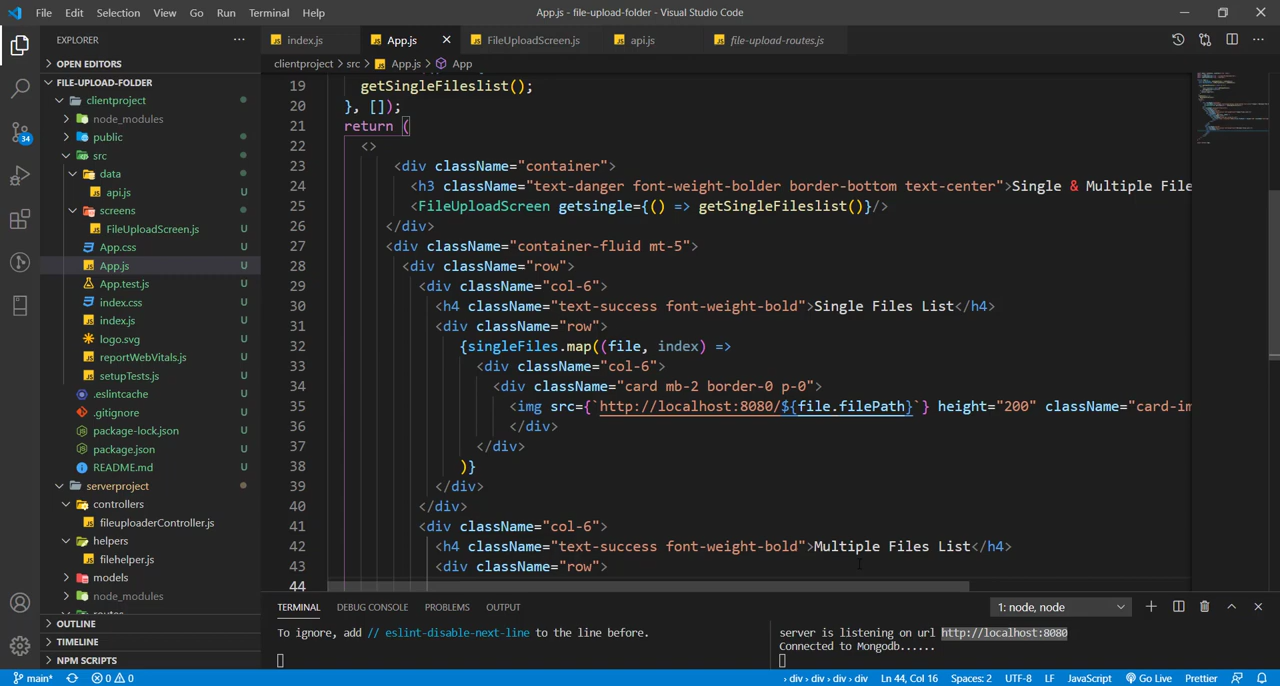 File Edit Selection View Go Run Terminal Help
App.js - file-upload-folder - Visual Studio Code
EXPLORER
OPEN EDITORS
FILE-UPLOAD-FOLDER
clientproject
node_modules
public
src
data
api.js U
screens
FileUploadScreen.js U
App.css U
App.js U
App.test.js U
index.css U
index.js U
logo.svg U
reportWebVitals.js U
setupTests.js U
.eslintcache U
.gitignore U
package-lock.json U
package.json U
README.md U
serverproject
controllers
fileuploaderController.js U
helpers
filehelper.js U
models
node_modules
OUTLINE
TIMELINE
NPM SCRIPTS
34
index.js App.js FileUploadScreen.js api.js file-upload-routes.js
clientproject > src > App.js > App
19 getSingleFileslist();
20 }, []);
21 return (
22 <>
23 <div className="container">
24 <h3 className="text-danger font-weight-bolder border-bottom text-center">Single & Multiple File
25 <FileUploadScreen getsingle={() => getSingleFileslist()}/>
26 </div>
27 <div className="container-fluid mt-5">
28 <div className="row">
29 <div className="col-6">
30 <h4 className="text-success font-weight-bold">Single Files List</h4>
31 <div className="row">
32 {singleFiles.map((file, index) =>
33 <div className="col-6">
34 <div className="card mb-2 border-0 p-0">
35 <img src={`http://localhost:8080/${file.filePath}`} height="200" className="card-im
36 </div>
37 </div>
38 )}
39 </div>
40 </div>
41 <div className="col-6">
42 <h4 className="text-success font-weight-bold">Multiple Files List</h4>
43 <div className="row">
44
TERMINAL DEBUG CONSOLE PROBLEMS OUTPUT
1: node, node
To ignore, add // eslint-disable-next-line to the line before.
server is listening on url http://localhost:8080
Connected to Mongodb......
main* 0 0
› div › div › div › div Ln 44, Col 16 Spaces: 2 UTF-8 LF JavaScript Go Live Prettier